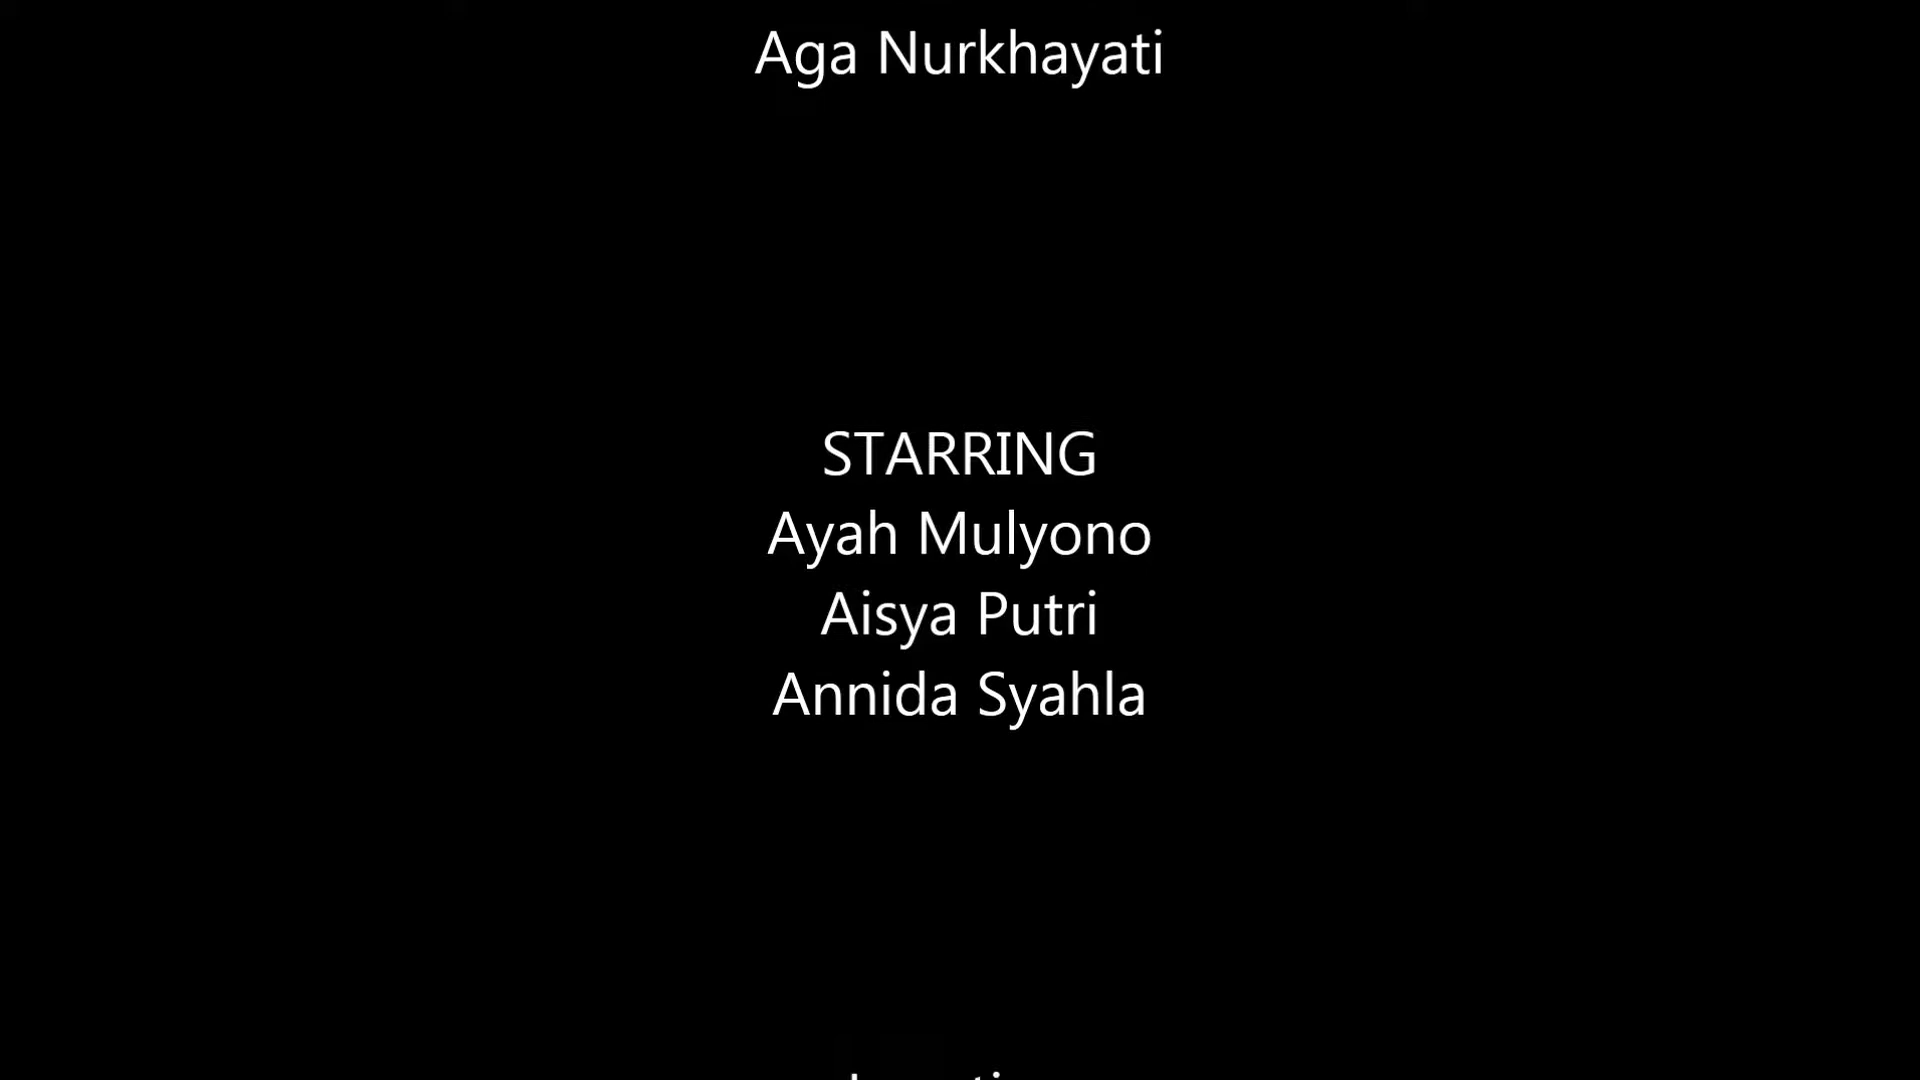 Aga Nurkhayati
STARRING
Ayah Mulyono
Aisya Putri
Annida Syahla